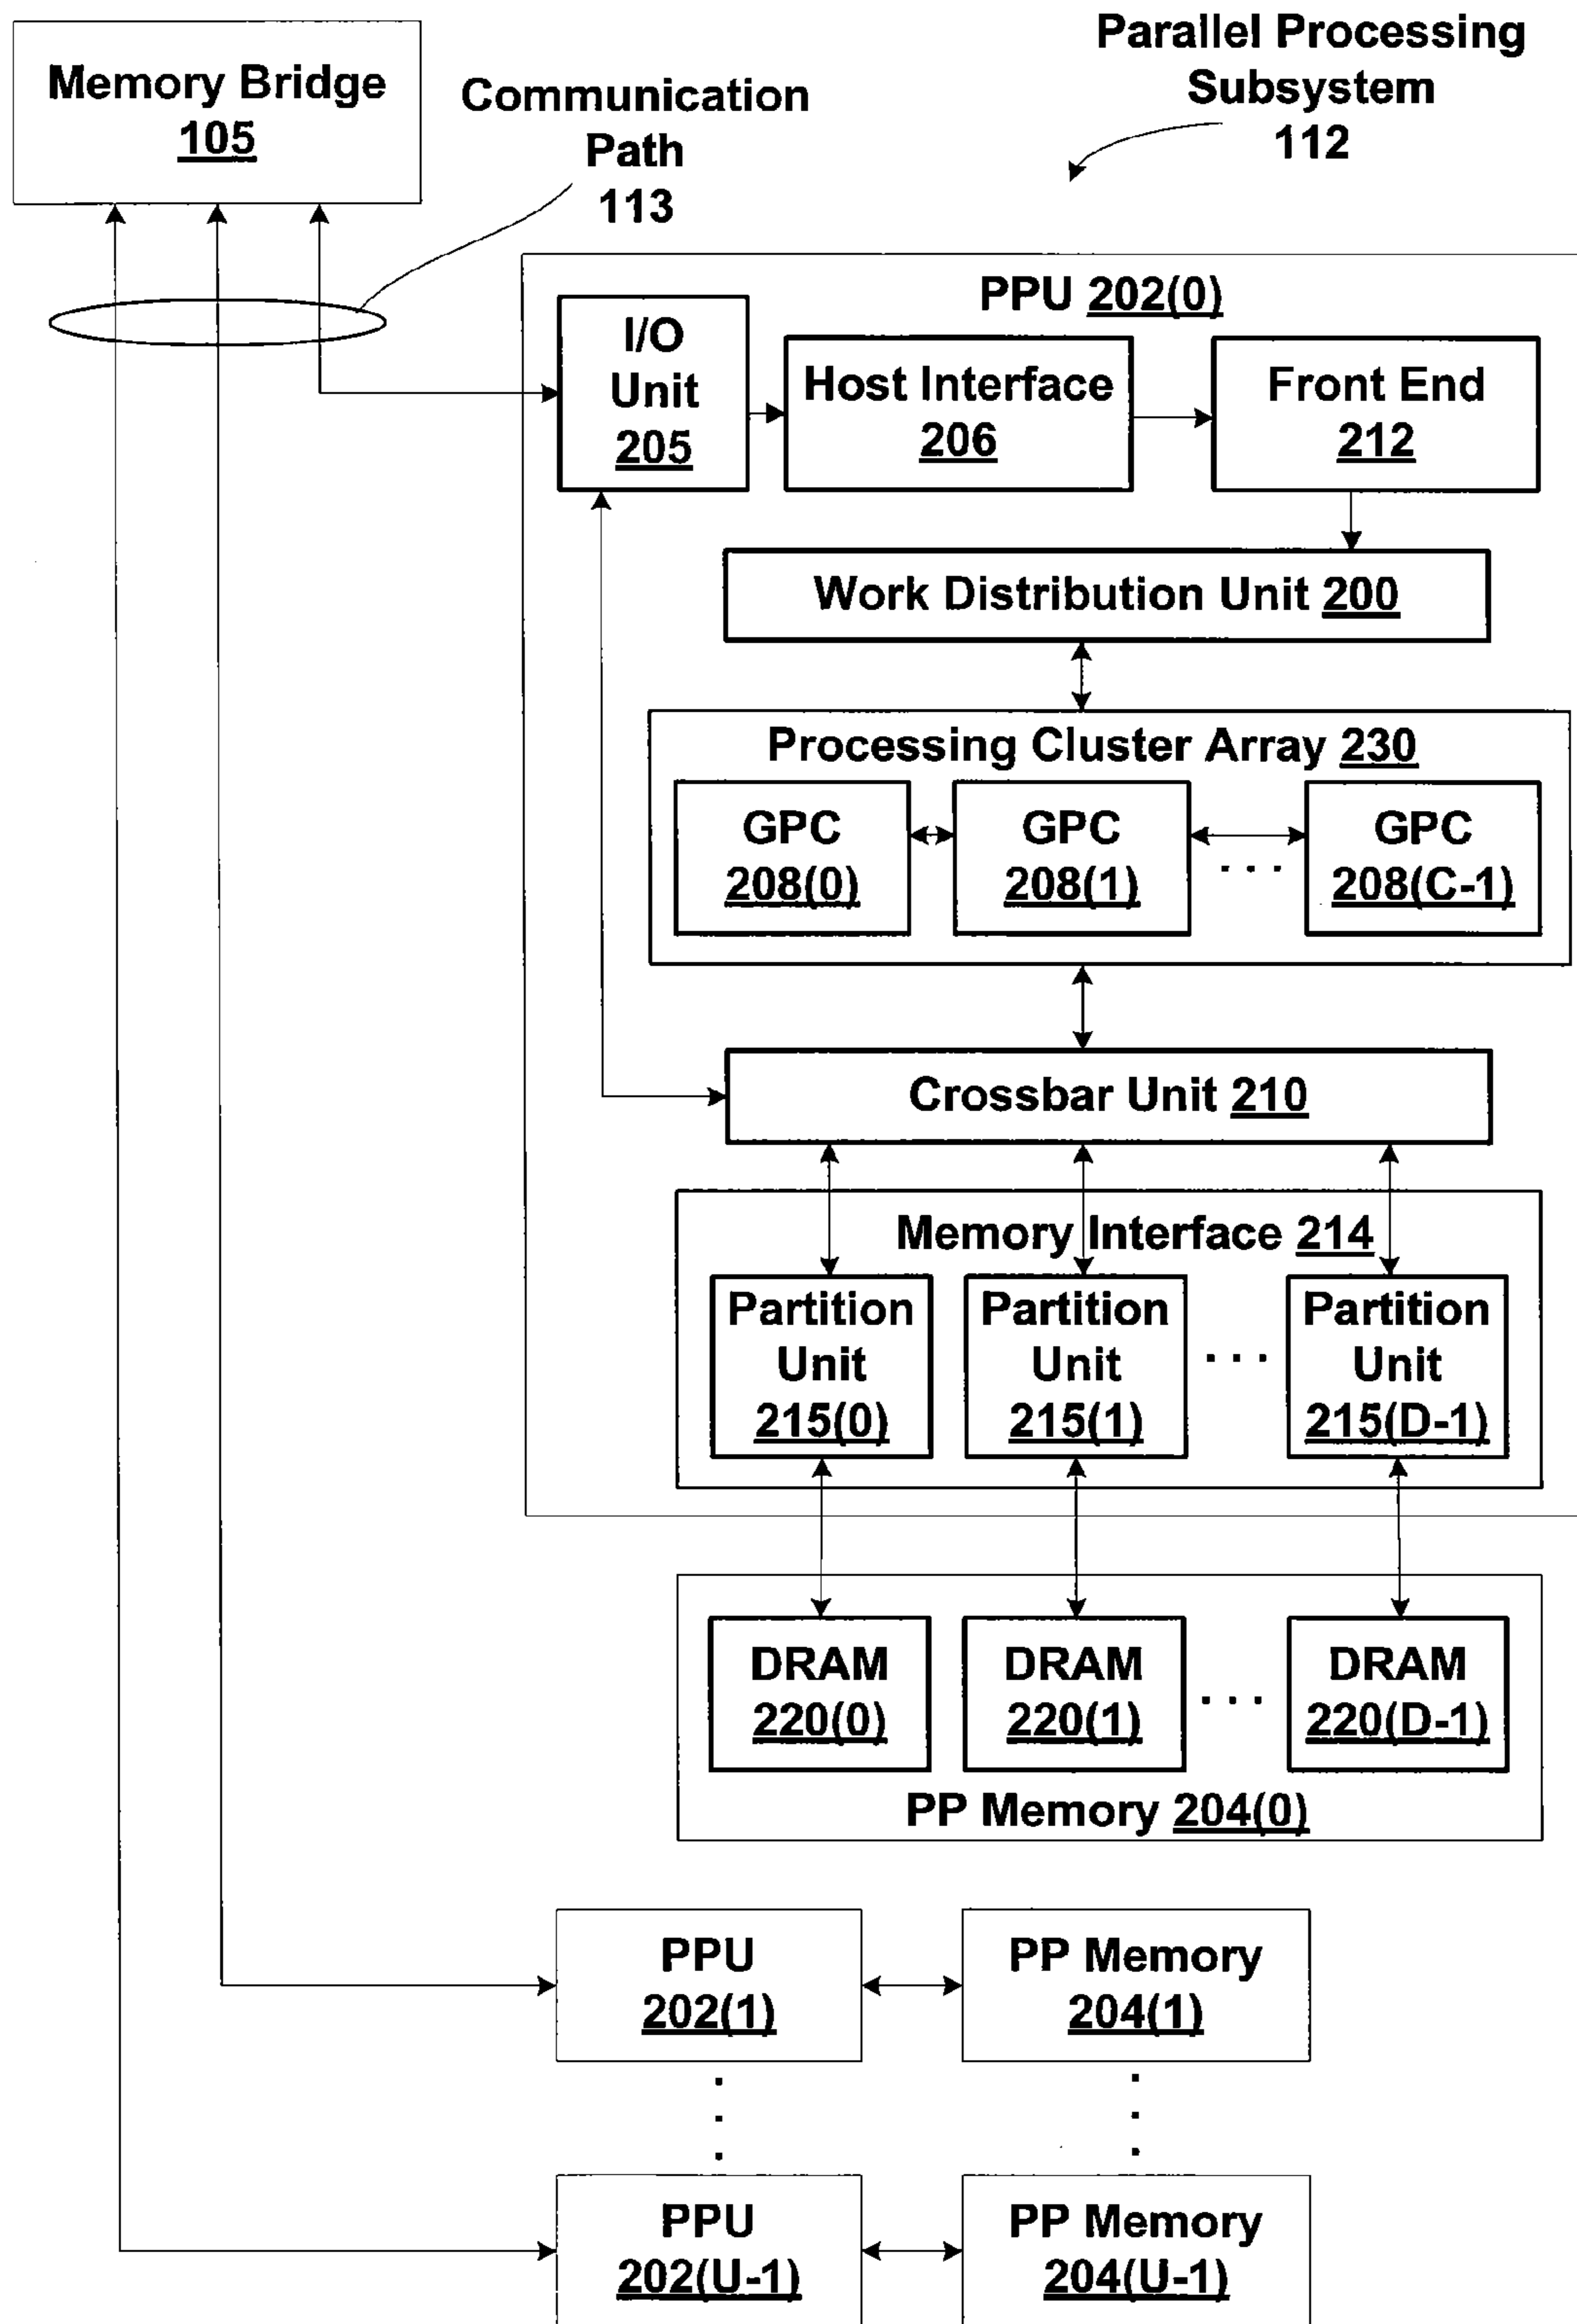 Parallel Processing
Subsystem
112
Memory Bridge
105
Communication
Path
113
PPU 202(0)
I/O
Unit
205
Host Interface
206
Front End
212
Work Distribution Unit 200
Processing Cluster Array 230
GPC
208(0)
GPC
208(1)
. . .
GPC
208(C-1)
Crossbar Unit 210
Memory Interface 214
Partition
Unit
215(0)
Partition
Unit
215(1)
. . .
Partition
Unit
215(D-1)
DRAM
220(0)
DRAM
220(1)
. . .
DRAM
220(D-1)
PP Memory 204(0)
PPU
202(1)
PP Memory
204(1)
PPU
202(U-1)
PP Memory
204(U-1)